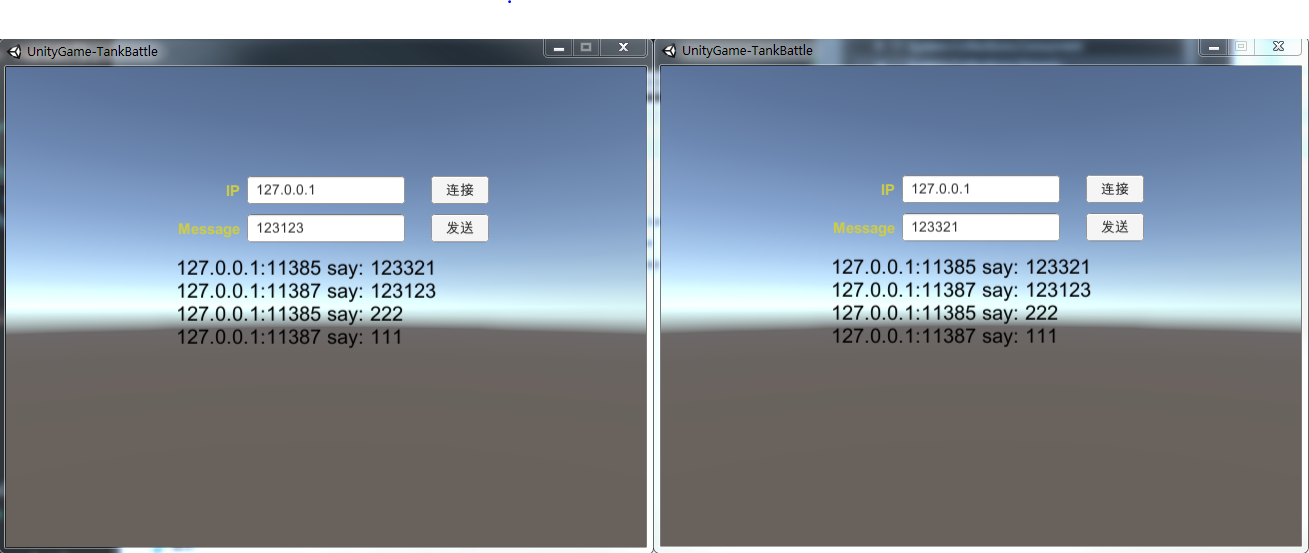 UnityGame-TankBattle
IP 127.0.0.1 连接
Message 123123 发送
127.0.0.1:11385 say: 123321
127.0.0.1:11387 say: 123123
127.0.0.1:11385 say: 222
127.0.0.1:11387 say: 111
UnityGame-TankBattle
IP 127.0.0.1 连接
Message 123321 发送
127.0.0.1:11385 say: 123321
127.0.0.1:11387 say: 123123
127.0.0.1:11385 say: 222
127.0.0.1:11387 say: 111